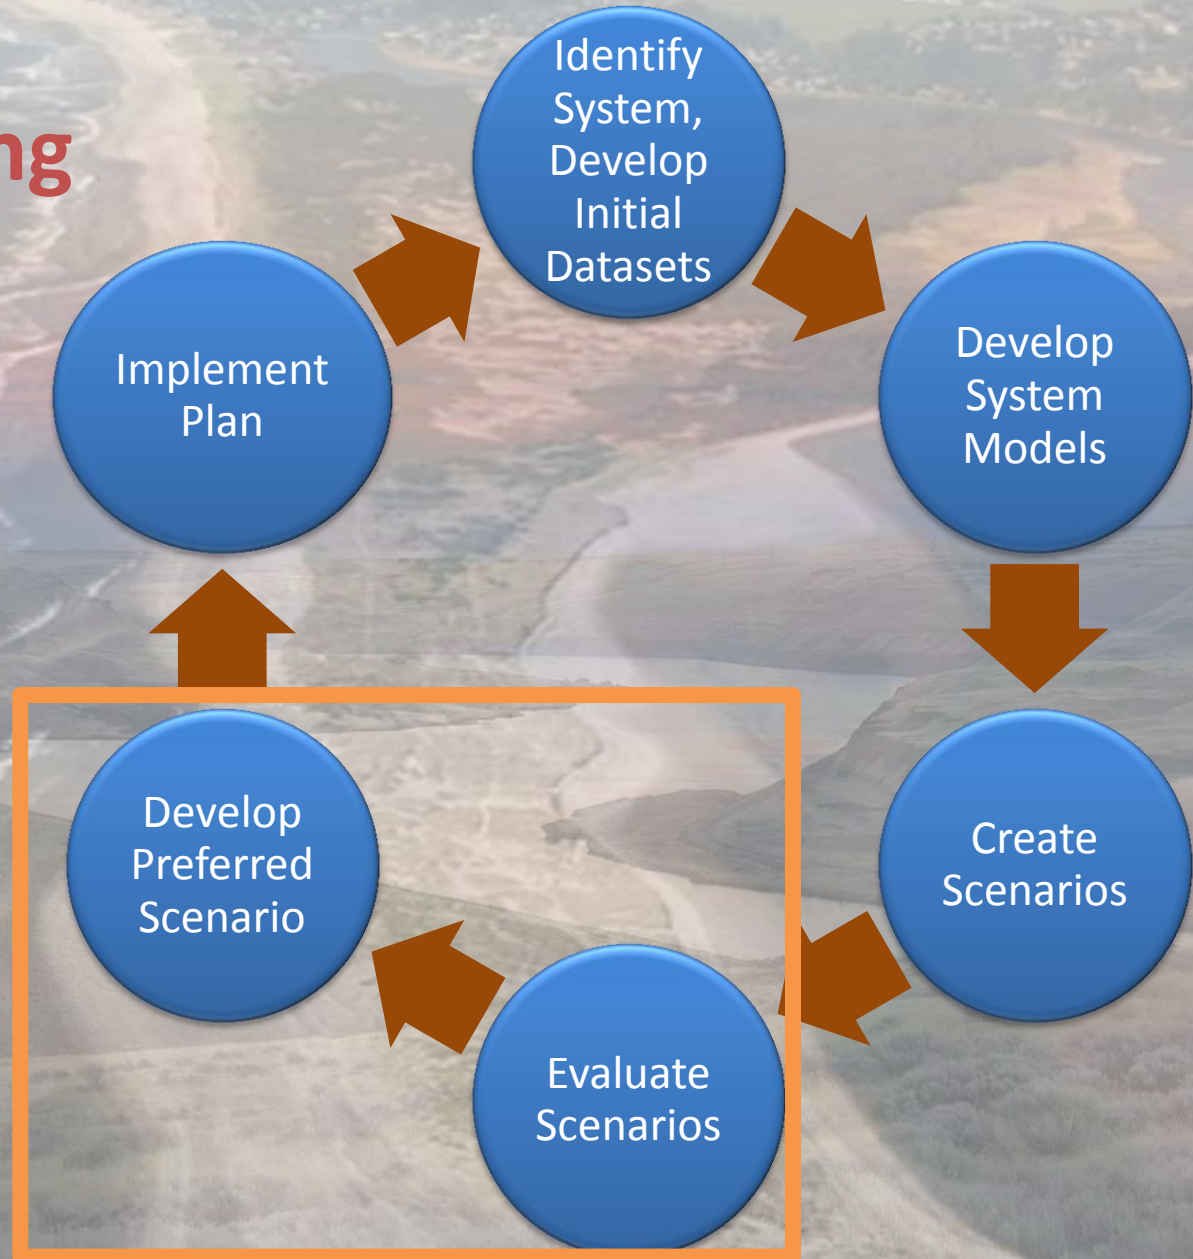 ng
Identify
System,
Develop
Initial
Datasets
Develop
System
Models
Create
Scenarios
Evaluate
Scenarios
Develop
Preferred
Scenario
Implement
Plan